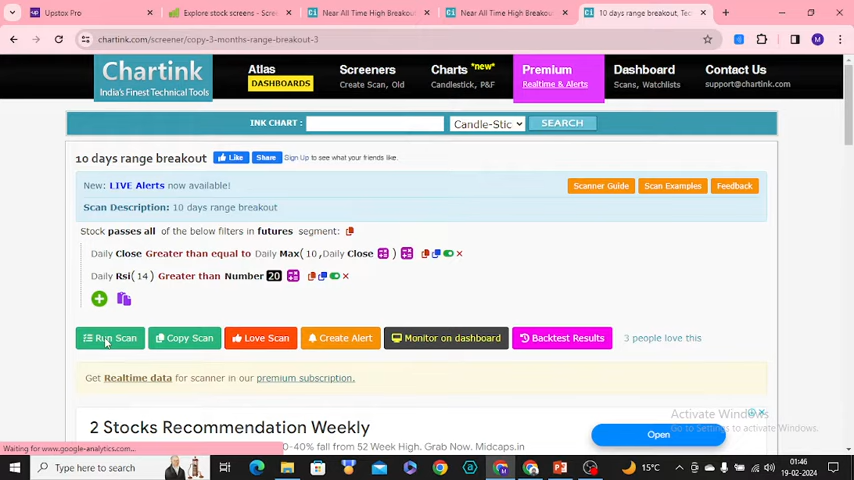 Upstox Pro
Explore stock screens - Scre
Near All Time High Breakout
Near All Time High Breakout
10 days range breakout, Tec
chartink.com/screener/copy-3-months-range-breakout-3
Chartink
India's Finest Technical Tools
Atlas
DASHBOARDS
Screeners
Create Scan, Old
Charts "new"
Candlestick, P&F
Premium
Realtime & Alerts
Dashboard
Scans, Watchlists
Contact Us
support@chartink.com
INK CHART :
Candle-Stic
SEARCH
10 days range breakout
Like
Share
Sign Up to see what your friends like.
New: LIVE Alerts now available!
Scanner Guide
Scan Examples
Feedback
Scan Description: 10 days range breakout
Stock passes all of the below filters in futures segment:
Daily Close Greater than equal to Daily Max(10,Daily Close )
Daily Rsi(14) Greater than Number 20
Run Scan
Copy Scan
Love Scan
Create Alert
Monitor on dashboard
Backtest Results
3 people love this
Get Realtime data for scanner in our premium subscription.
2 Stocks Recommendation Weekly
-40% fall from 52 Week High. Grab Now. Midcaps.in
Open
Activate Windows
Go to Settings to activate Windows.
Waiting for www.google-analytics.com...
Type here to search
15°C
01:46
19-02-2024